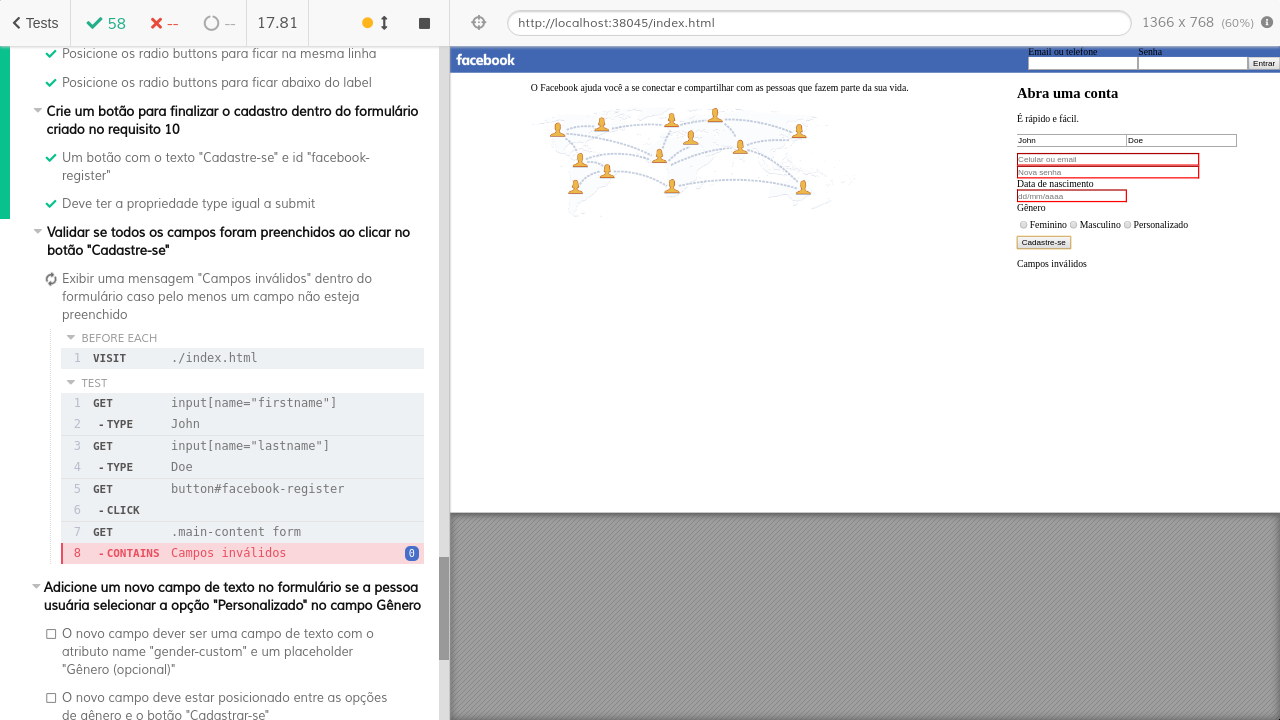 Tests
58
--
--
17.81
http://localhost:38045/index.html
1366 x 768 (60%)
Posicione os radio buttons para ficar na mesma linha
Posicione os radio buttons para ficar abaixo do label
Crie um botão para finalizar o cadastro dentro do formulário
criado no requisito 10
Um botão com o texto "Cadastre-se" e id "facebook-
register"
Deve ter a propriedade type igual a submit
Validar se todos os campos foram preenchidos ao clicar no
botão "Cadastre-se"
Exibir uma mensagem "Campos inválidos" dentro do
formulário caso pelo menos um campo não esteja
preenchido
BEFORE EACH
1 VISIT ./index.html
TEST
1 GET input[name="firstname"]
2 - TYPE John
3 GET input[name="lastname"]
4 - TYPE Doe
5 GET button#facebook-register
6 - CLICK
7 GET .main-content form
8 - CONTAINS Campos inválidos 0
Adicione um novo campo de texto no formulário se a pessoa
usuária selecionar a opção "Personalizado" no campo Gênero
O novo campo dever ser uma campo de texto com o
atributo name "gender-custom" e um placeholder
"Gênero (opcional)"
O novo campo deve estar posicionado entre as opções
de gênero e o botão "Cadastrar-se"
facebook
Email ou telefone
Senha
Entrar
O Facebook ajuda você a se conectar e compartilhar com as pessoas que fazem parte da sua vida.
Abra uma conta
É rápido e fácil.
John
Doe
Celular ou email
Nova senha
Data de nascimento
dd/mm/aaaa
Gênero
Feminino Masculino Personalizado
Cadastre-se
Campos inválidos